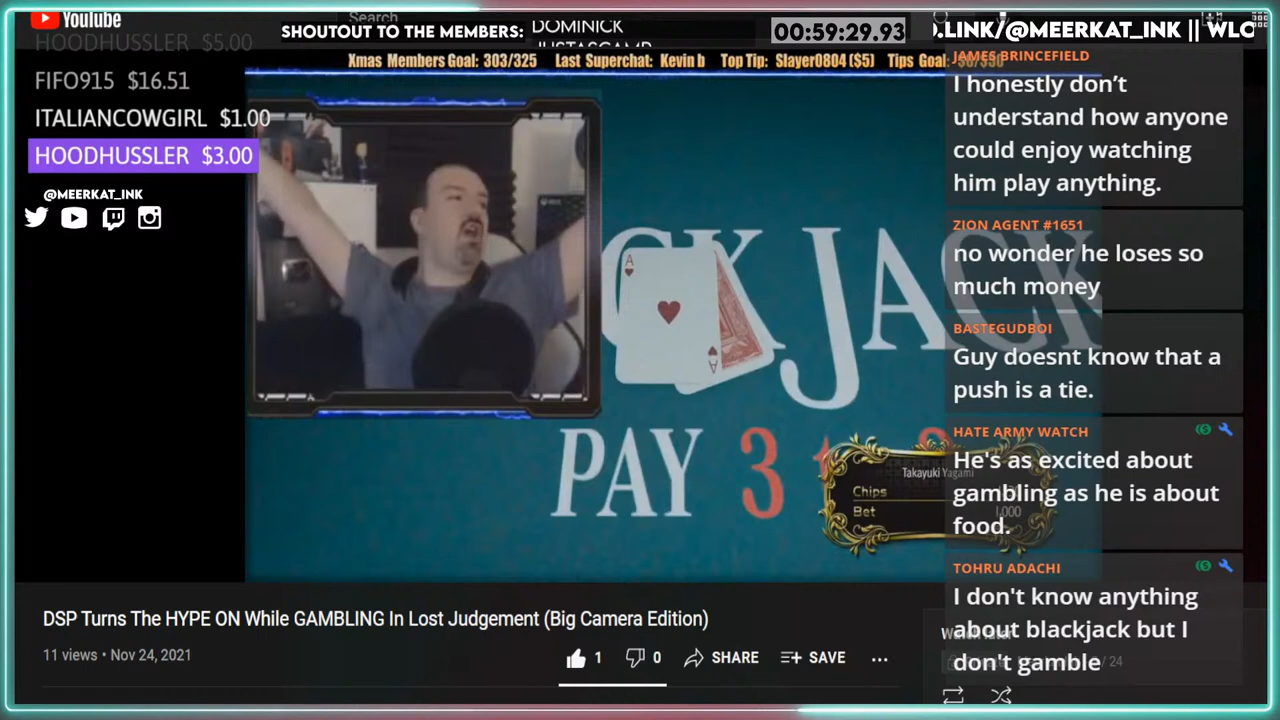 YouTube
Search
SHOUTOUT TO THE MEMBERS:
DOMINICK
JUSTASCAMP
00:59:29.93
.LINK/@MEERKAT_INK || WLC
HOODHUSSLER $5.00
FIFO915 $16.51
ITALIANCOWGIRL $1.00
HOODHUSSLER $3.00
@MEERKAT_INK
Xmas Members Goal: 303/325 Last Superchat: Kevin b Top Tip: Slayer0804 ($5) Tips Goal:
JAMES BRINCEFIELD
I honestly don't
understand how anyone
could enjoy watching
him play anything.
ZION AGENT #1651
no wonder he loses so
much money
BASTEGUDBOI
Guy doesnt know that a
push is a tie.
HATE ARMY WATCH
He's as excited about
gambling as he is about
food.
TOHRU ADACHI
I don't know anything
about blackjack but I
don't gamble
CK JACK
A
A
PAY 3
Takayuki Yagami
Chips
Bet 1,000
DSP Turns The HYPE ON While GAMBLING In Lost Judgement (Big Camera Edition)
11 views • Nov 24, 2021
1
0
SHARE
SAVE
Watch later
/ 24